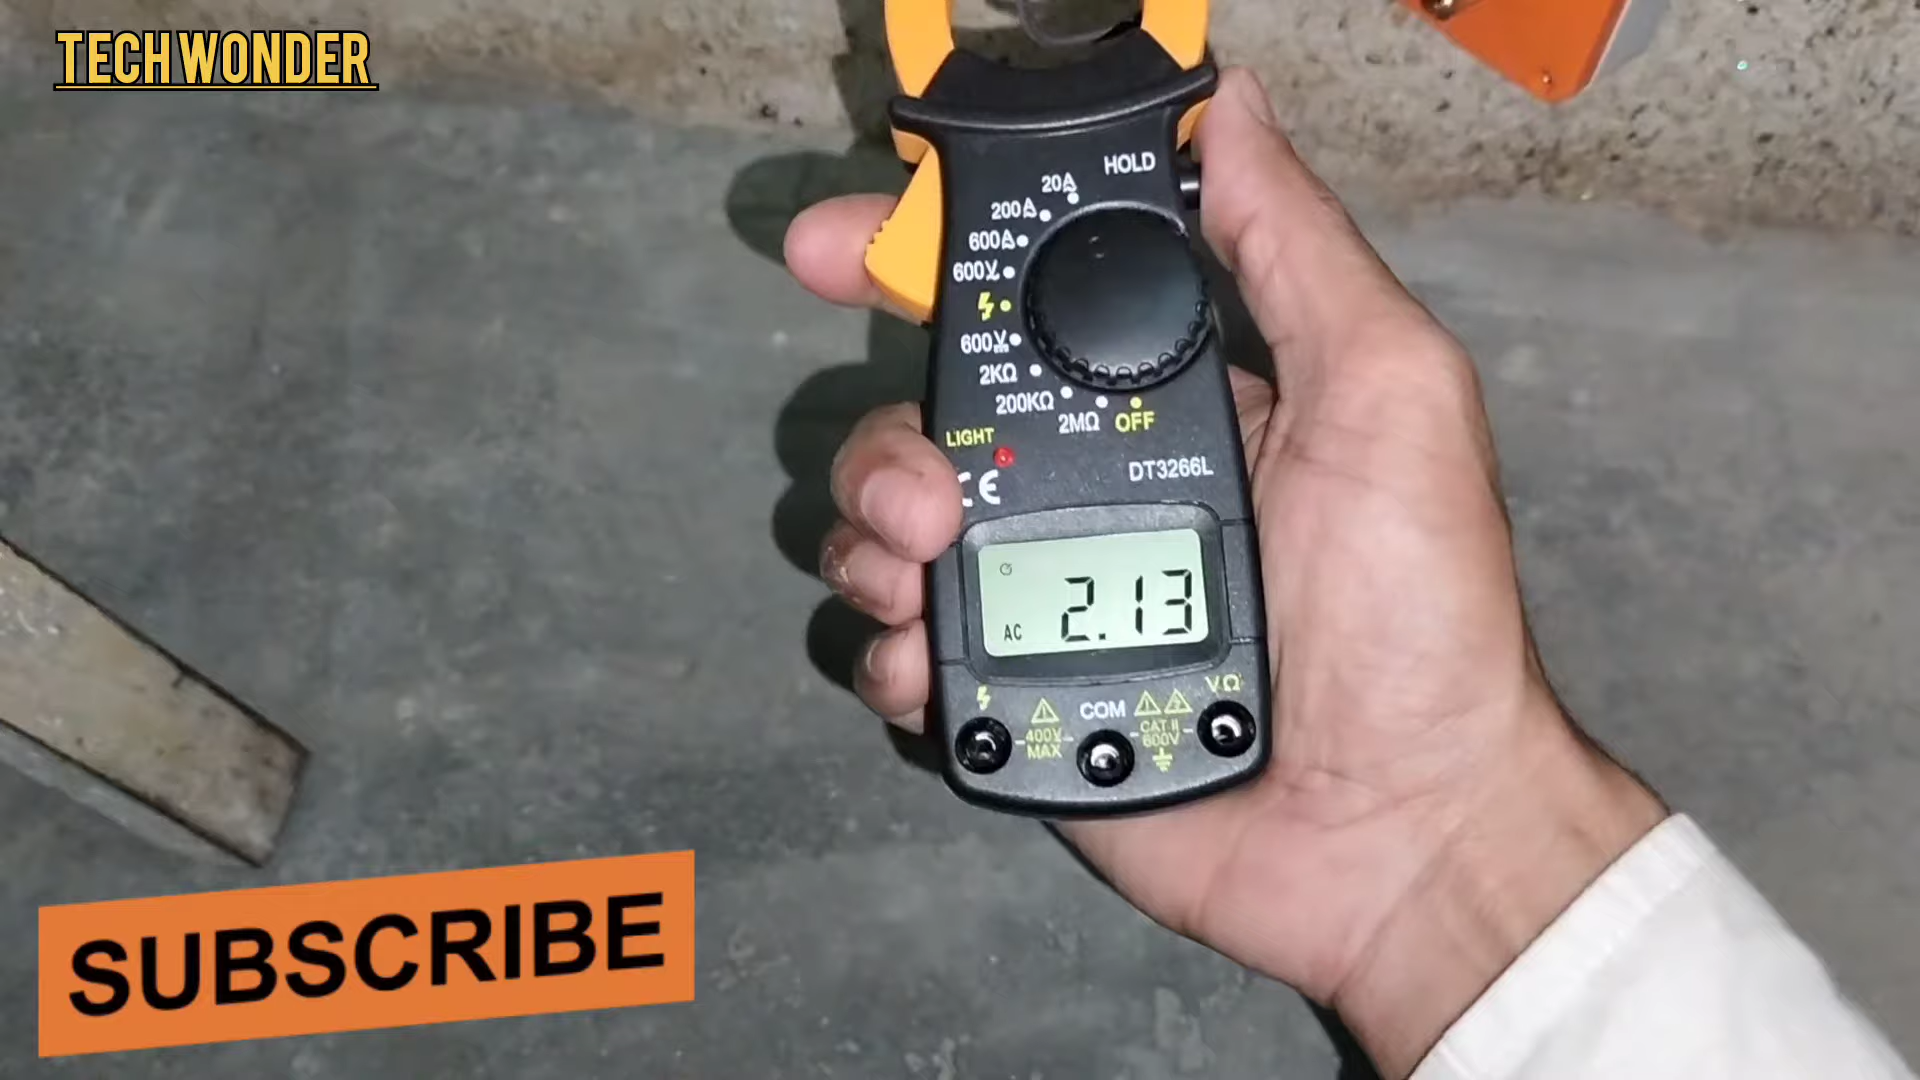 TECH WONDER
HOLD
20A
200A
600A
600V
600V
2KΩ
200KΩ
2MΩ
OFF
LIGHT
CE
DT3266L
AC
2.13
COM
VΩ
400V
MAX
CAT.II
600V
SUBSCRIBE